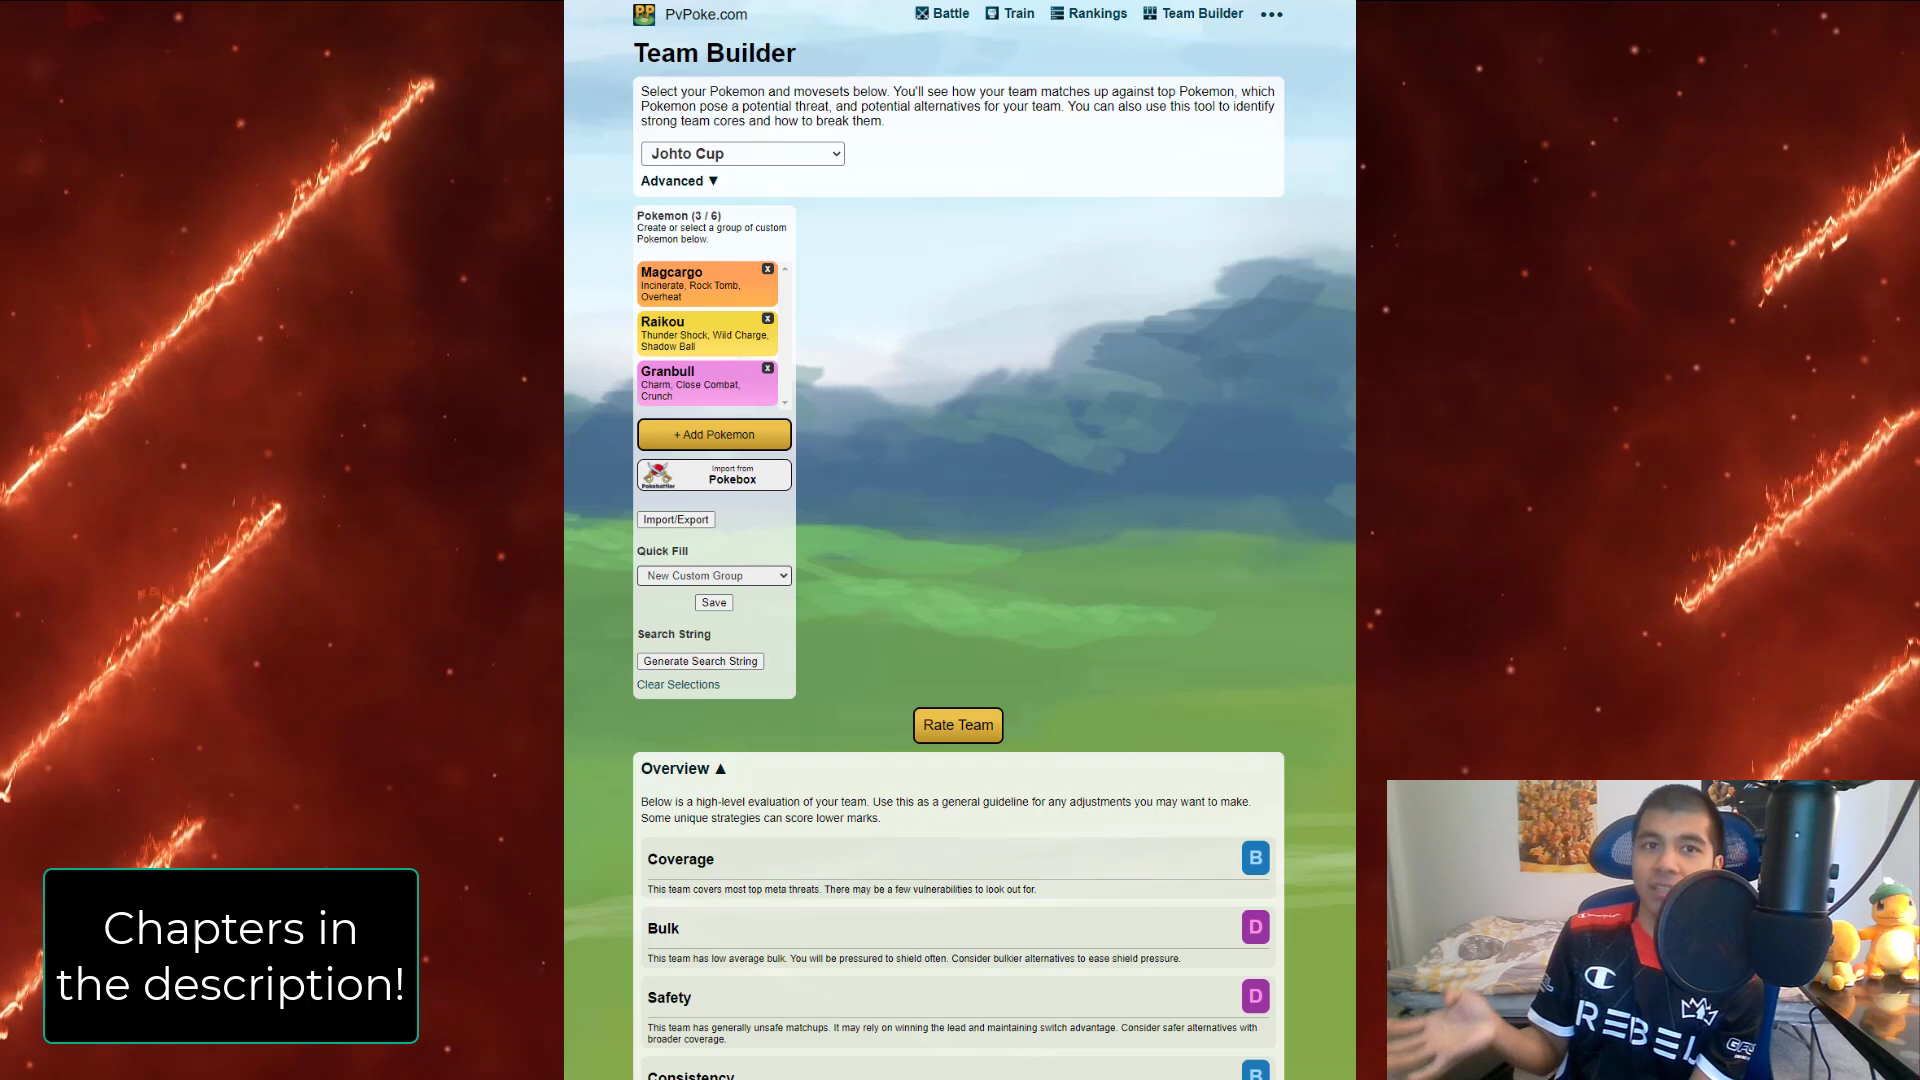 PvPoke.com
Battle
Train
Rankings
Team Builder
Team Builder
Select your Pokemon and movesets below. You'll see how your team matches up against top Pokemon, which
Pokemon pose a potential threat, and potential alternatives for your team. You can also use this tool to identify
strong team cores and how to break them.
Johto Cup
Advanced ▼
Pokemon (3 / 6)
Create or select a group of custom
Pokemon below.
Magcargo
x
Incinerate, Rock Tomb,
Overheat
Raikou
x
Thunder Shock, Wild Charge,
Shadow Ball
Granbull
x
Charm, Close Combat,
Crunch
+ Add Pokemon
Import from
Pokebox
Pokebattler
Import/Export
Quick Fill
New Custom Group
Save
Search String
Generate Search String
Clear Selections
Rate Team
Overview ▲
Below is a high-level evaluation of your team. Use this as a general guideline for any adjustments you may want to make.
Some unique strategies can score lower marks.
Coverage
B
This team covers most top meta threats. There may be a few vulnerabilities to look out for.
Bulk
D
This team has low average bulk. You will be pressured to shield often. Consider bulkier alternatives to ease shield pressure.
Safety
D
This team has generally unsafe matchups. It may rely on winning the lead and maintaining switch advantage. Consider safer alternatives with
broader coverage.
Consistency
B
Chapters in
the description!
REBEL